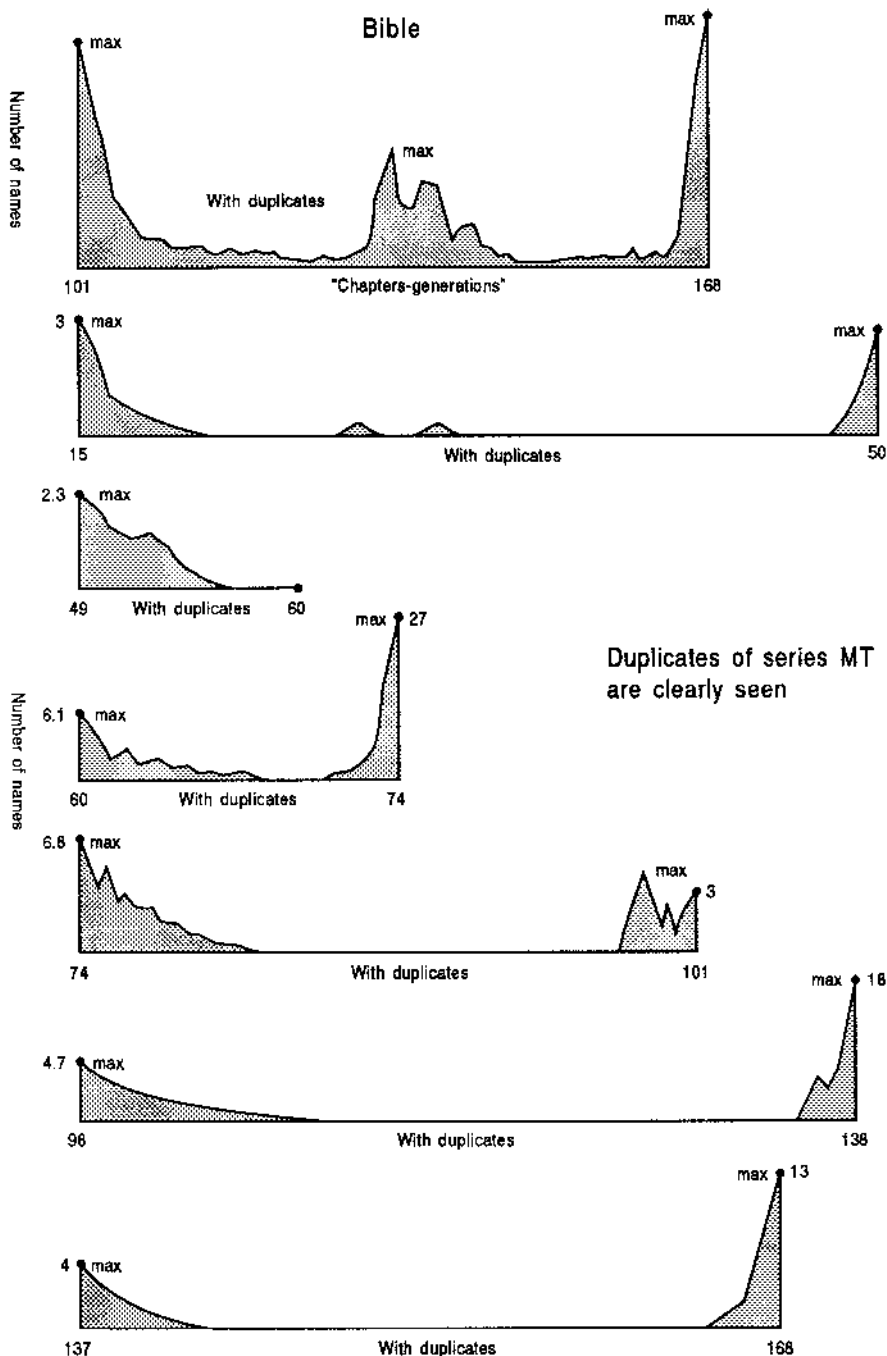 Bible
max
max
max
Number of names
With duplicates
101 "Chapters-generations" 168
3 max
max
15 With duplicates 50
2.3 max
49 With duplicates 60
max 27
Duplicates of series MT
are clearly seen
Number of names
6.1 max
60 With duplicates 74
6.8 max
max 3
74 With duplicates 101
max 16
4.7 max
96 With duplicates 138
max 13
4 max
137 With duplicates 168